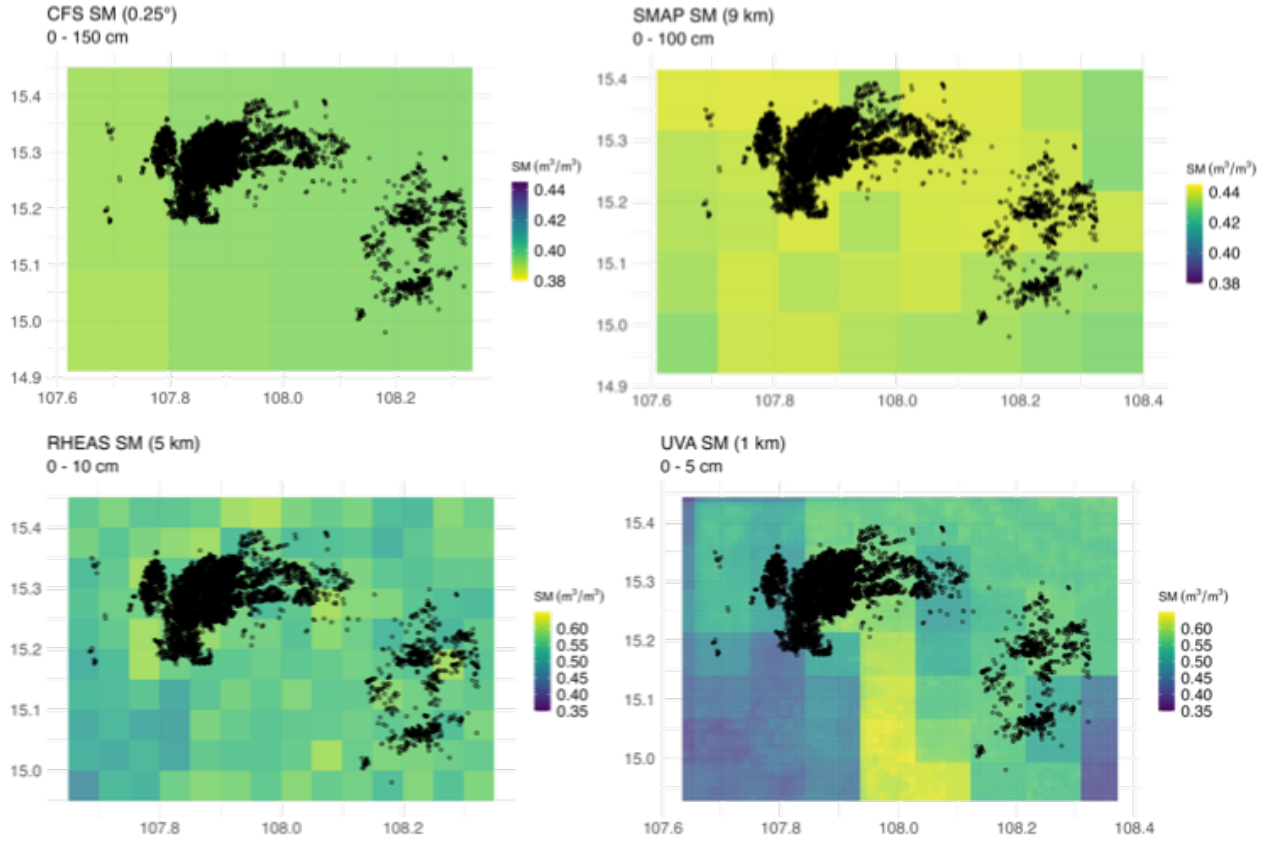 CFS SM (0.25°)
0 - 150 cm
15.4
15.3
15.2
15.1
15.0
14.9
107.6 107.8 108.0 108.2
SM (m³/m³)
0.44
0.42
0.40
0.38
SMAP SM (9 km)
0 - 100 cm
15.4
15.3
15.2
15.1
15.0
14.9
107.6 107.8 108.0 108.2 108.4
SM (m³/m³)
0.44
0.42
0.40
0.38
RHEAS SM (5 km)
0 - 10 cm
15.4
15.3
15.2
15.1
15.0
107.8 108.0 108.2
SM (m³/m³)
0.60
0.55
0.50
0.45
0.40
0.35
UVA SM (1 km)
0 - 5 cm
15.4
15.3
15.2
15.1
15.0
107.6 107.8 108.0 108.2 108.4
SM (m³/m³)
0.60
0.55
0.50
0.45
0.40
0.35